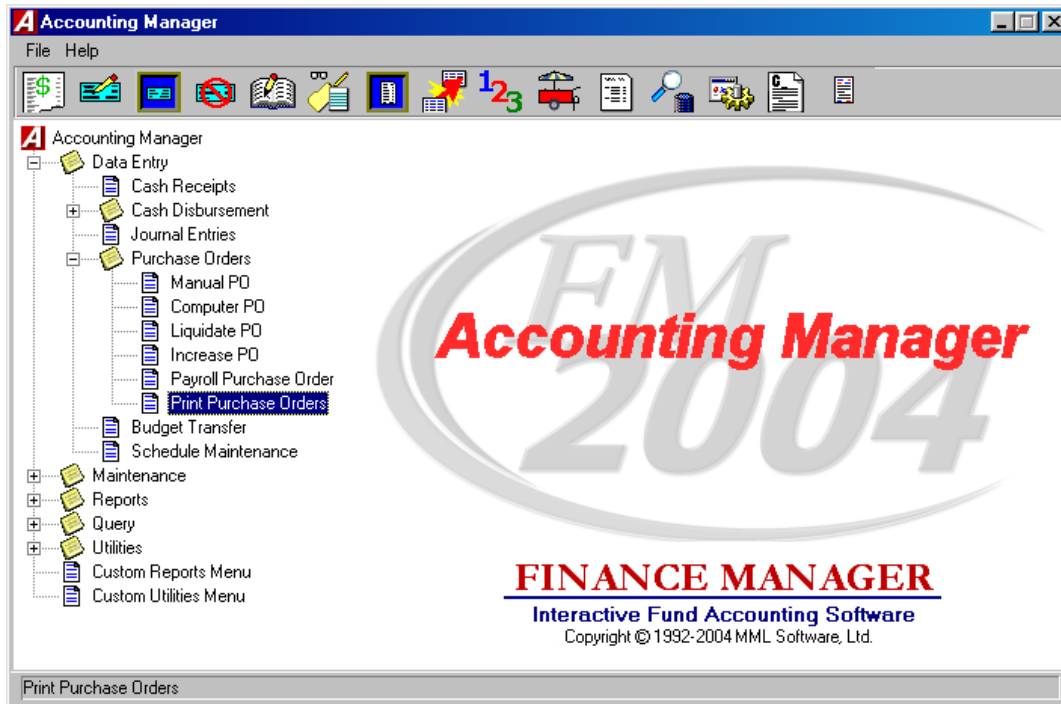 Accounting Manager
File Help
1 2 3
Accounting Manager
Data Entry
Cash Receipts
Cash Disbursement
Journal Entries
Purchase Orders
Manual PO
Computer PO
Liquidate PO
Increase PO
Payroll Purchase Order
Print Purchase Orders
Budget Transfer
Schedule Maintenance
Maintenance
Reports
Query
Utilities
Custom Reports Menu
Custom Utilities Menu
FM
Accounting Manager
2004
FINANCE MANAGER
Interactive Fund Accounting Software
Copyright © 1992-2004 MML Software, Ltd.
Print Purchase Orders